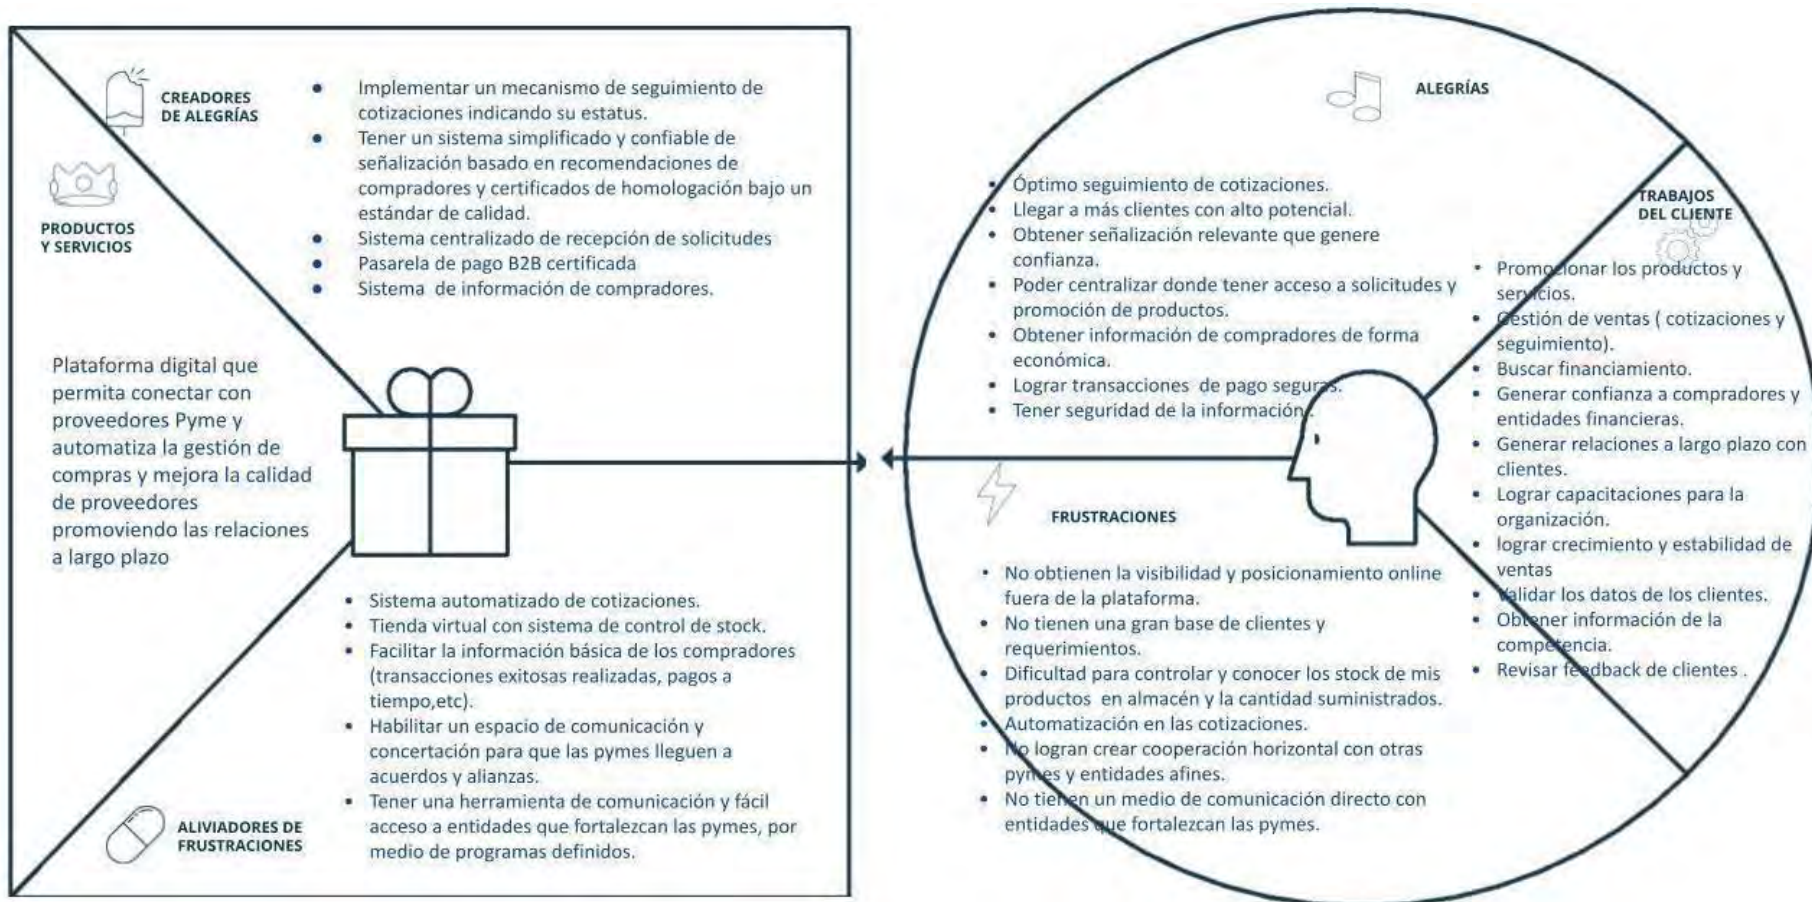 CREADORES
DE ALEGRÍAS
• Implementar un mecanismo de seguimiento de
cotizaciones indicando su estatus.
• Tener un sistema simplificado y confiable de
señalización basado en recomendaciones de
compradores y certificados de homologación bajo un
estándar de calidad.
• Sistema centralizado de recepción de solicitudes
• Pasarela de pago B2B certificada
• Sistema de información de compradores.
PRODUCTOS
Y SERVICIOS
Plataforma digital que
permita conectar con
proveedores Pyme y
automatiza la gestión de
compras y mejora la calidad
de proveedores
promoviendo las relaciones
a largo plazo
• Sistema automatizado de cotizaciones.
• Tienda virtual con sistema de control de stock.
• Facilitar la información básica de los compradores
(transacciones exitosas realizadas, pagos a
tiempo,etc).
• Habilitar un espacio de comunicación y
concertación para que las pymes lleguen a
acuerdos y alianzas.
• Tener una herramienta de comunicación y fácil
acceso a entidades que fortalezcan las pymes, por
medio de programas definidos.
ALIVIADORES DE
FRUSTRACIONES
ALEGRÍAS
• Óptimo seguimiento de cotizaciones.
• Llegar a más clientes con alto potencial.
• Obtener señalización relevante que genere
confianza.
• Poder centralizar donde tener acceso a solicitudes y
promoción de productos.
• Obtener información de compradores de forma
económica.
• Lograr transacciones de pago seguras.
• Tener seguridad de la información.
FRUSTRACIONES
• No obtienen la visibilidad y posicionamiento online
fuera de la plataforma.
• No tienen una gran base de clientes y
requerimientos.
• Dificultad para controlar y conocer los stock de mis
productos en almacén y la cantidad suministrados.
• Automatización en las cotizaciones.
• No logran crear cooperación horizontal con otras
pymes y entidades afines.
• No tienen un medio de comunicación directo con
entidades que fortalezcan las pymes.
TRABAJOS
DEL CLIENTE
• Promocionar los productos y
servicios.
• Gestión de ventas ( cotizaciones y
seguimiento).
• Buscar financiamiento.
• Generar confianza a compradores y
entidades financieras.
• Generar relaciones a largo plazo con
clientes.
• Lograr capacitaciones para la
organización.
• lograr crecimiento y estabilidad de
ventas
• Validar los datos de los clientes.
• Obtener información de la
competencia.
• Revisar feedback de clientes .